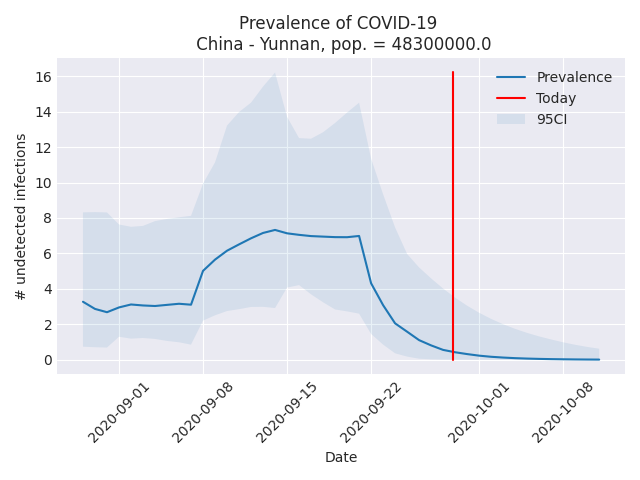 Prevalence of COVID-19
China - Yunnan, pop. = 48300000.0
Prevalence
Today
95CI
# undetected infections
16
14
12
10
8
6
4
2
0
2020-09-01
2020-09-08
2020-09-15
2020-09-22
2020-10-01
2020-10-08
Date